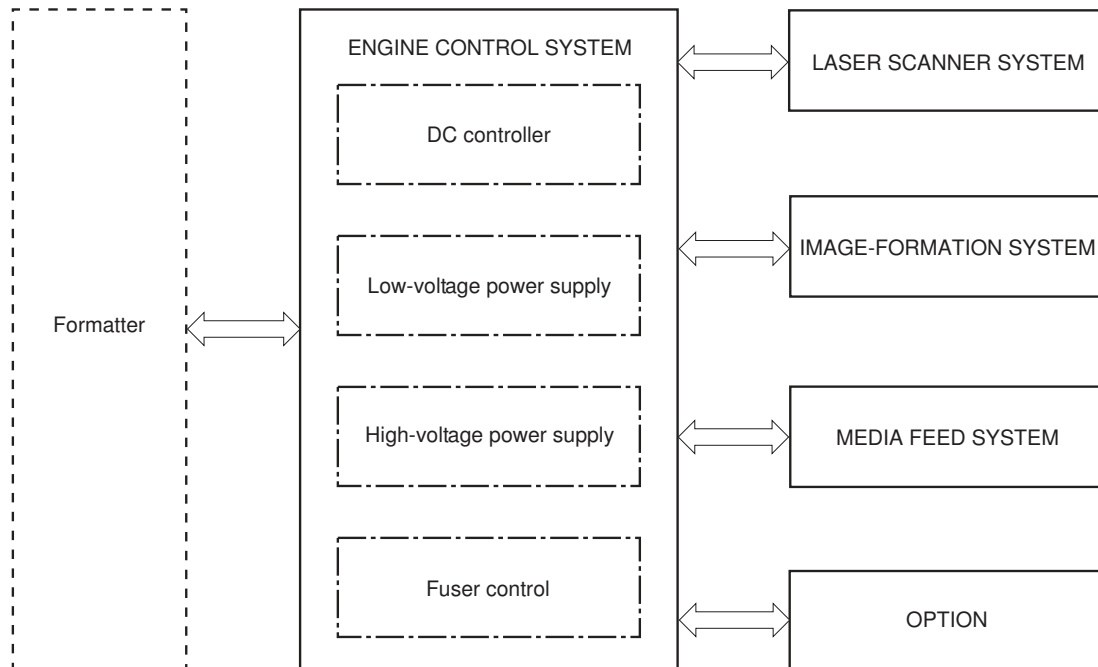 ENGINE CONTROL SYSTEM
DC controller
Low-voltage power supply
High-voltage power supply
Fuser control
Formatter
LASER SCANNER SYSTEM
IMAGE-FORMATION SYSTEM
MEDIA FEED SYSTEM
OPTION